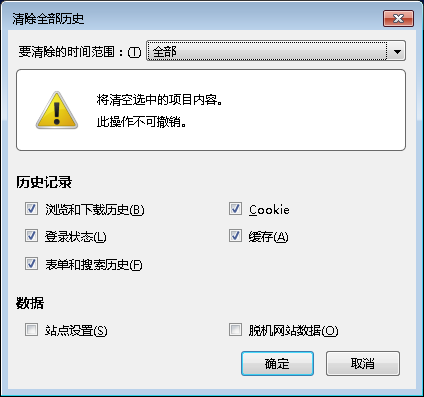 清除全部历史
要清除的时间范围：(T) 全部
将清空选中的项目内容。
此操作不可撤销。
历史记录
浏览和下载历史(B) Cookie
登录状态(L) 缓存(A)
表单和搜索历史(F)
数据
站点设置(S) 脱机网站数据(O)
确定 取消